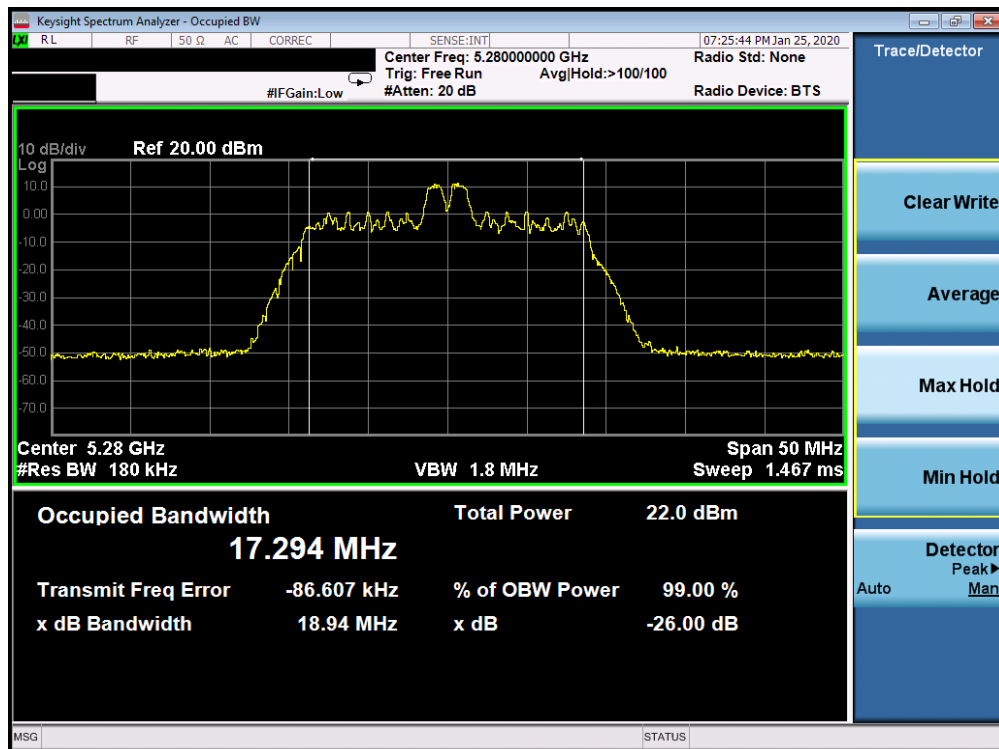 Keysight Spectrum Analyzer - Occupied BW
LXI RL RF 50 Ω AC CORREC SENSE:INT 07:25:44 PM Jan 25, 2020
Center Freq: 5.280000000 GHz Radio Std: None
Trig: Free Run Avg|Hold:>100/100
#IFGain:Low #Atten: 20 dB Radio Device: BTS
10 dB/div Ref 20.00 dBm
Log
10.0
0.00
-10.0
-20.0
-30.0
-40.0
-50.0
-60.0
-70.0
Center 5.28 GHz Span 50 MHz
#Res BW 180 kHz VBW 1.8 MHz Sweep 1.467 ms
Occupied Bandwidth Total Power 22.0 dBm
17.294 MHz
Transmit Freq Error -86.607 kHz % of OBW Power 99.00 %
x dB Bandwidth 18.94 MHz x dB -26.00 dB
MSG STATUS
Trace/Detector
Clear Write
Average
Max Hold
Min Hold
Detector
Peak▶
Auto Man